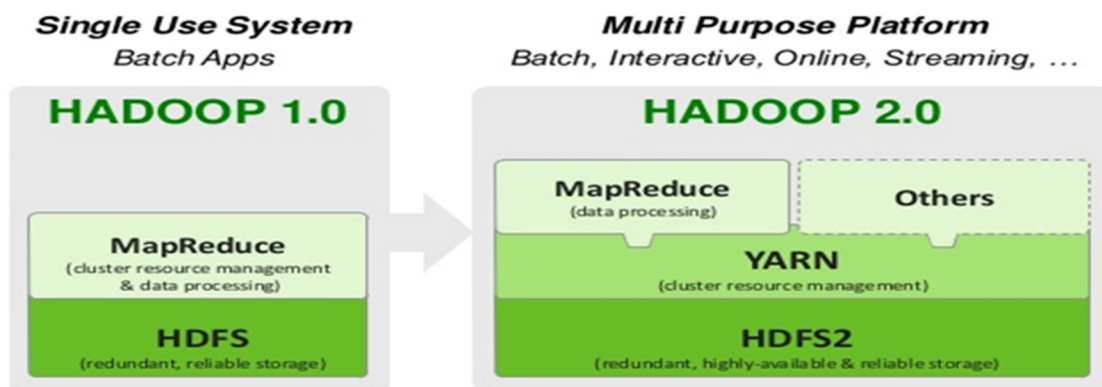 Single Use System
Batch Apps
HADOOP 1.0
MapReduce
(cluster resource management
& data processing)
HDFS
(redundant, reliable storage)
Multi Purpose Platform
Batch, Interactive, Online, Streaming, …
HADOOP 2.0
MapReduce
(data processing)
Others
YARN
(cluster resource management)
HDFS2
(redundant, highly-available & reliable storage)